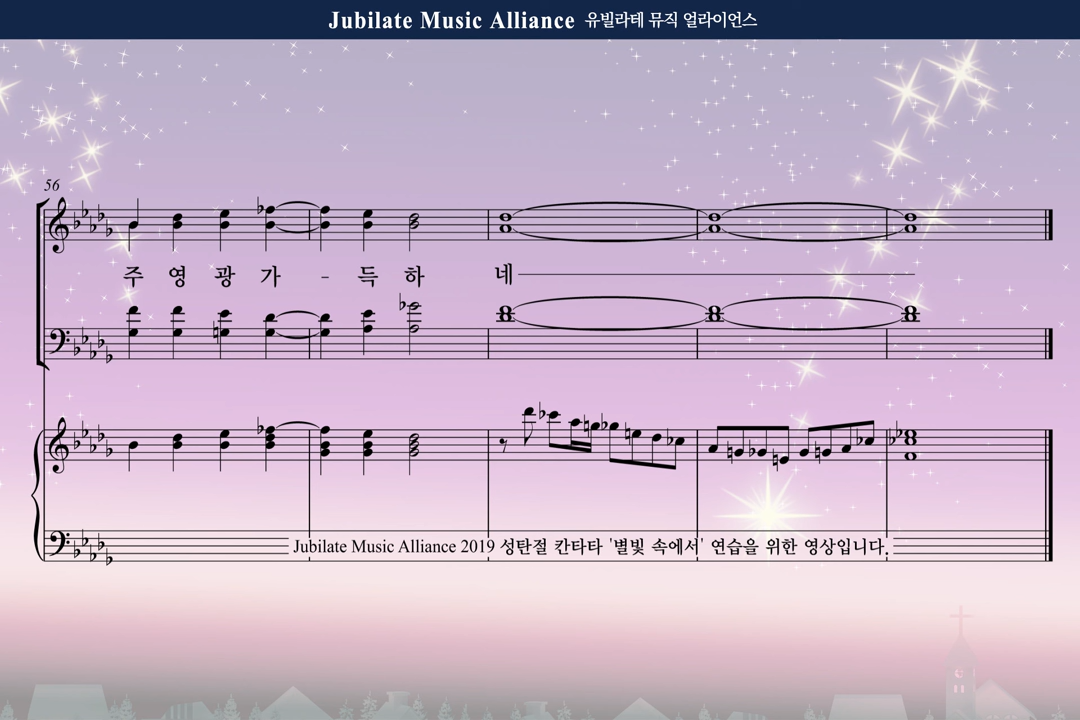 Jubilate Music Alliance 유빌라테 뮤직 얼라이언스
56
주 영 광 가 - 득 하 네
Jubilate Music Alliance 2019 성탄절 칸타타 '별빛 속에서' 연습을 위한 영상입니다.